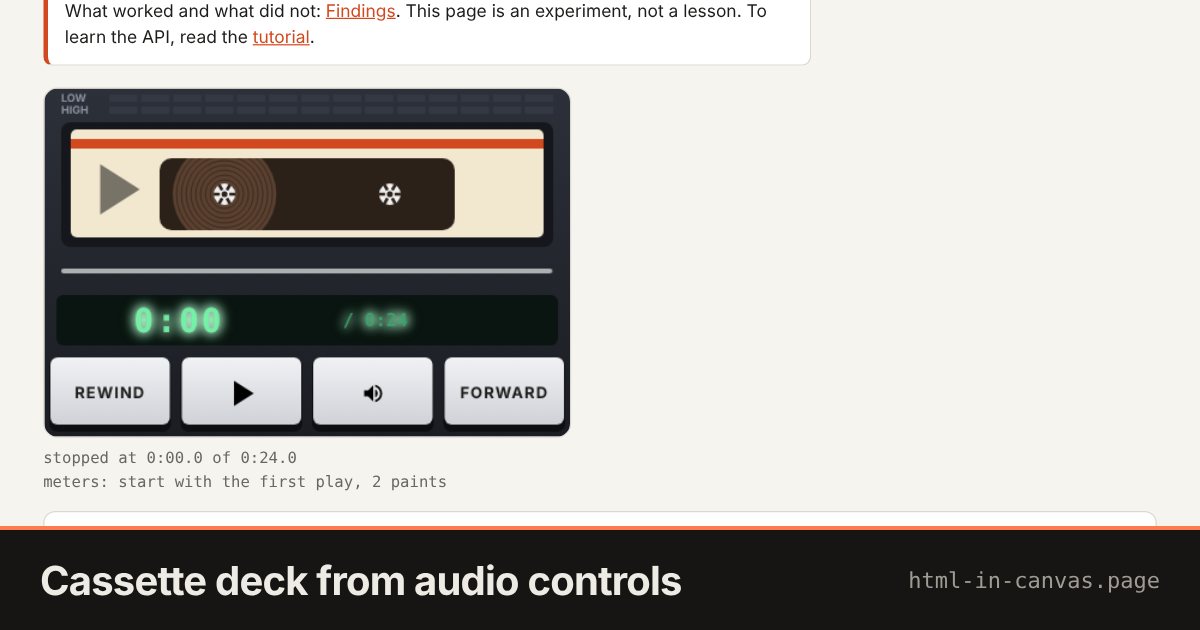 What worked and what did not: Findings. This page is an experiment, not a lesson. To
learn the API, read the tutorial.
LOW
HIGH
0:00 / 0:24
REWIND FORWARD
stopped at 0:00.0 of 0:24.0
meters: start with the first play, 2 paints
Cassette deck from audio controls
html-in-canvas.page